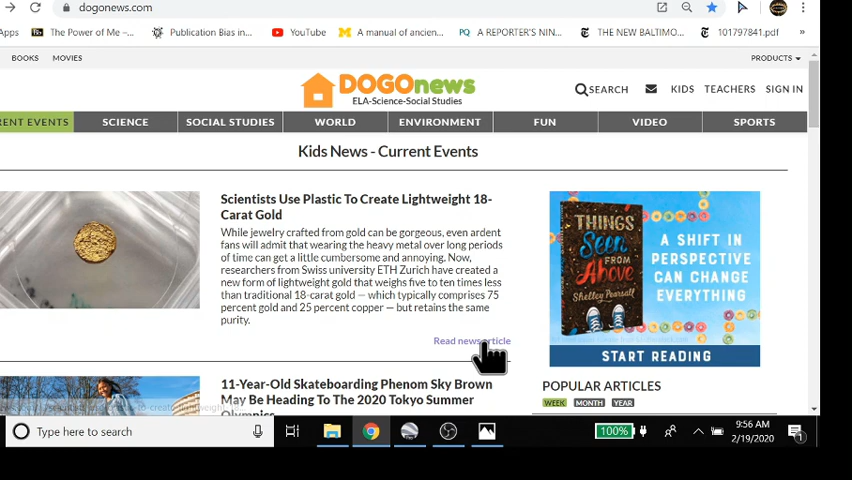 dogonews.com
Apps
The Power of Me –...
Publication Bias in...
YouTube
A manual of ancien...
PQ A REPORTER'S NIN...
THE NEW BALTIMO...
101797841.pdf
»
BOOKS MOVIES
PRODUCTS
DOGOnews
ELA-Science-Social Studies
SEARCH KIDS TEACHERS SIGN IN
RENT EVENTS SCIENCE SOCIAL STUDIES WORLD ENVIRONMENT FUN VIDEO SPORTS
Kids News - Current Events
Scientists Use Plastic To Create Lightweight 18-
Carat Gold
While jewelry crafted from gold can be gorgeous, even ardent
fans will admit that wearing the heavy metal over long periods
of time can get a little cumbersome and annoying. Now,
researchers from Swiss university ETH Zurich have created a
new form of lightweight gold that weighs five to ten times less
than traditional 18-carat gold — which typically comprises 75
percent gold and 25 percent copper — but retains the same
purity.
Read news article
11-Year-Old Skateboarding Phenom Sky Brown
May Be Heading To The 2020 Tokyo Summer
Olympics
THINGS
Seen
FROM
Above
Shelley Pearsall
A SHIFT IN
PERSPECTIVE
CAN CHANGE
EVERYTHING
START READING
POPULAR ARTICLES
WEEK MONTH YEAR
Type here to search
100%
9:56 AM
2/19/2020
1